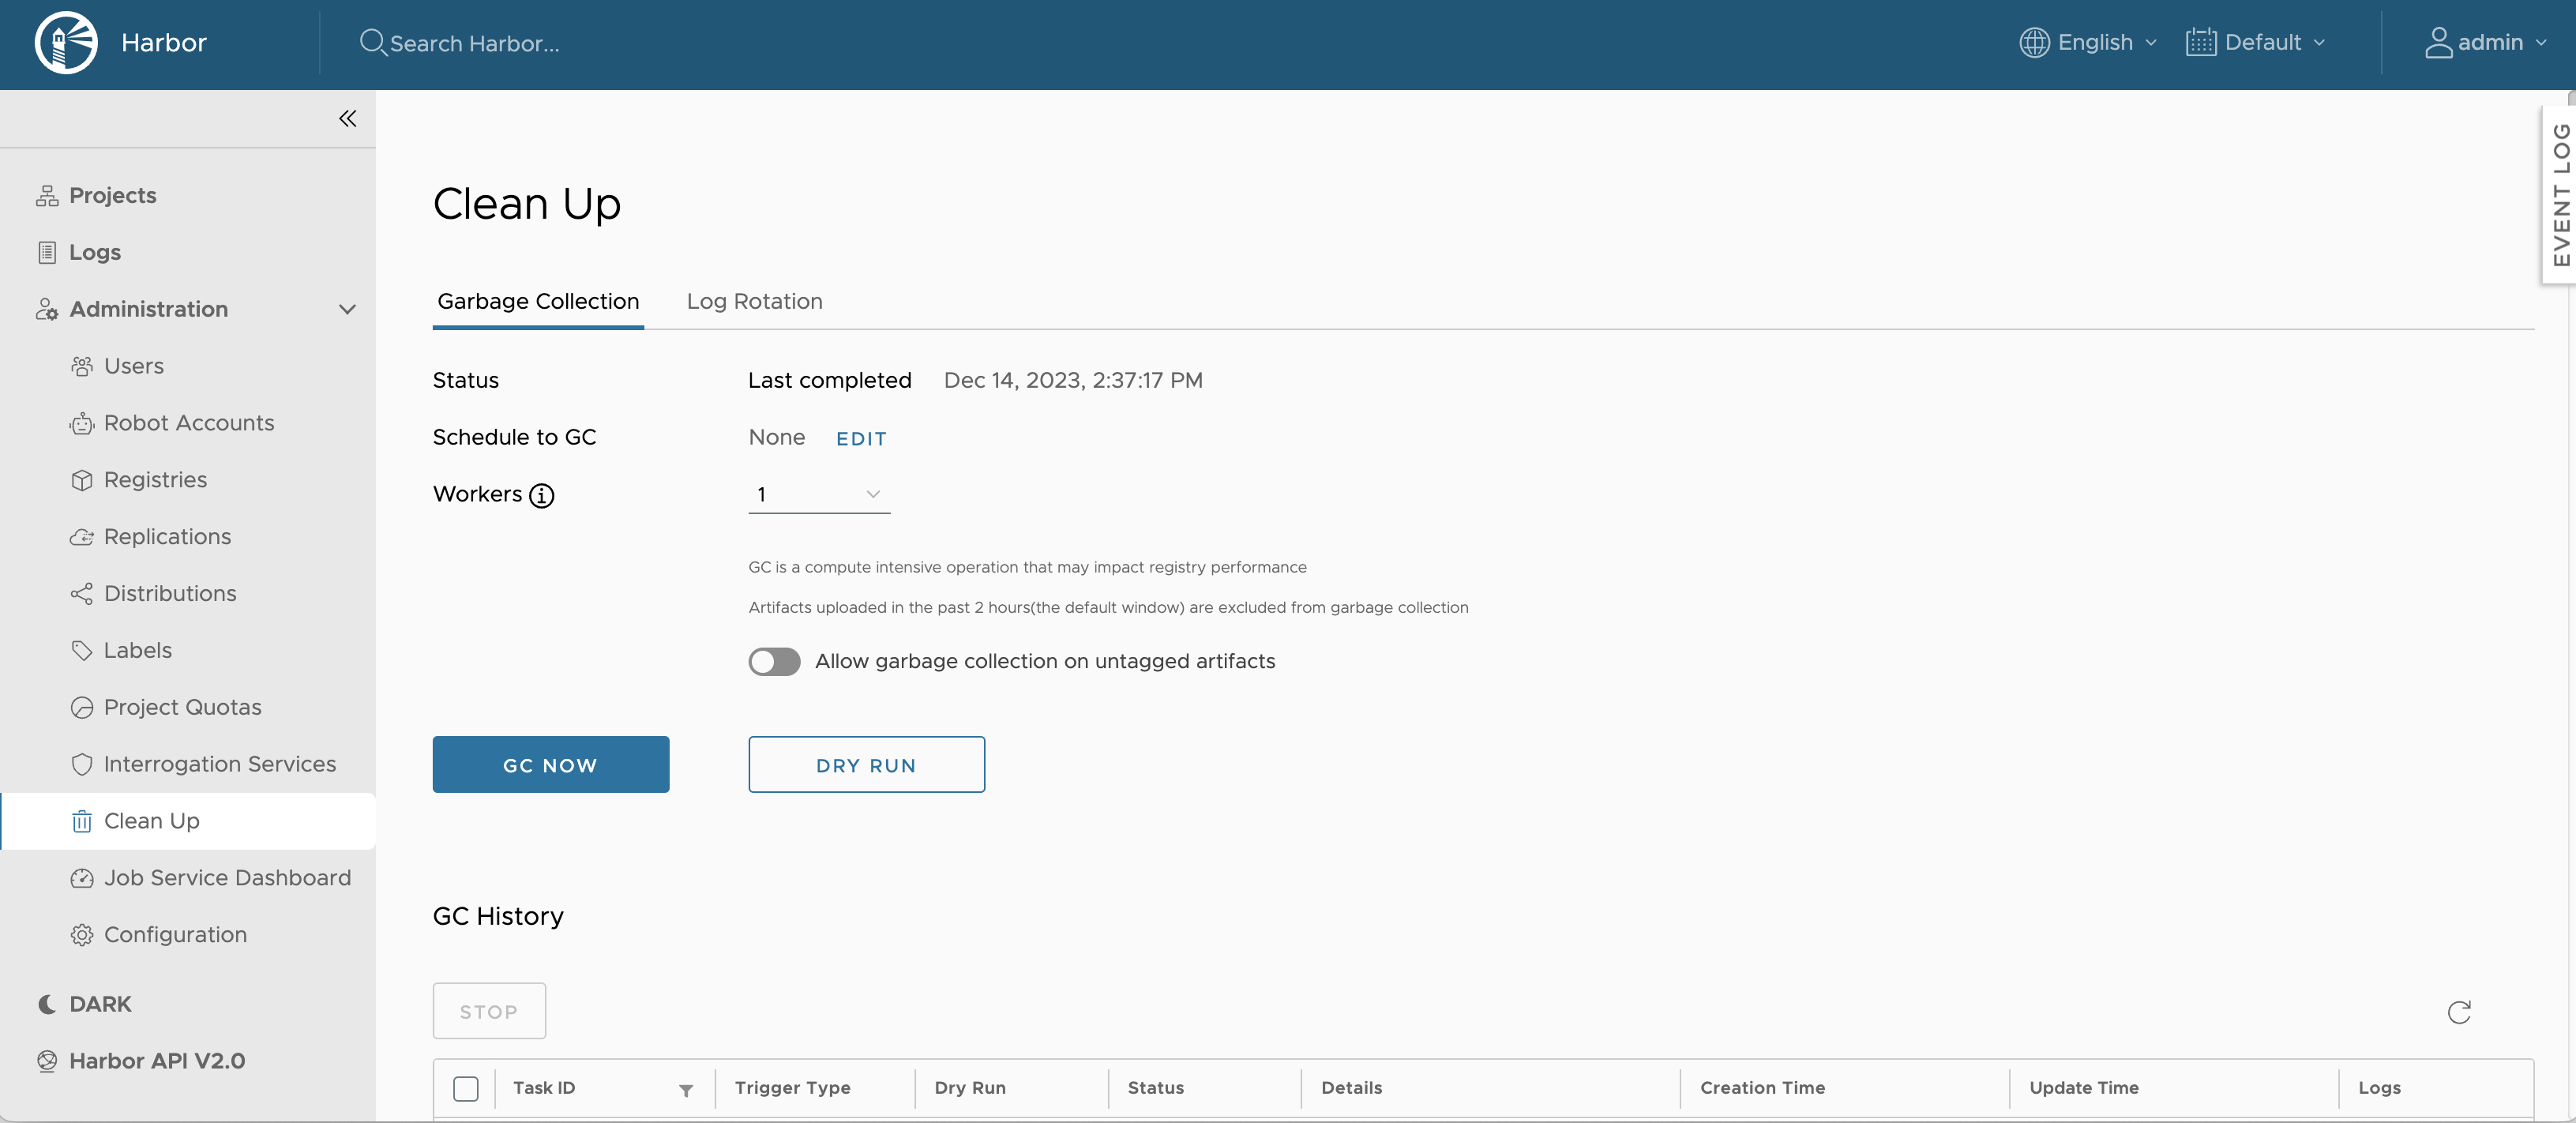 Harbor
Search Harbor...
English
Default
admin
EVENT LOG
Projects
Logs
Administration
Users
Robot Accounts
Registries
Replications
Distributions
Labels
Project Quotas
Interrogation Services
Clean Up
Job Service Dashboard
Configuration
DARK
Harbor API V2.0
Clean Up
Garbage Collection Log Rotation
Status Last completed Dec 14, 2023, 2:37:17 PM
Schedule to GC None EDIT
Workers 1
GC is a compute intensive operation that may impact registry performance
Artifacts uploaded in the past 2 hours(the default window) are excluded from garbage collection
Allow garbage collection on untagged artifacts
GC NOW DRY RUN
GC History
STOP
Task ID Trigger Type Dry Run Status Details Creation Time Update Time Logs